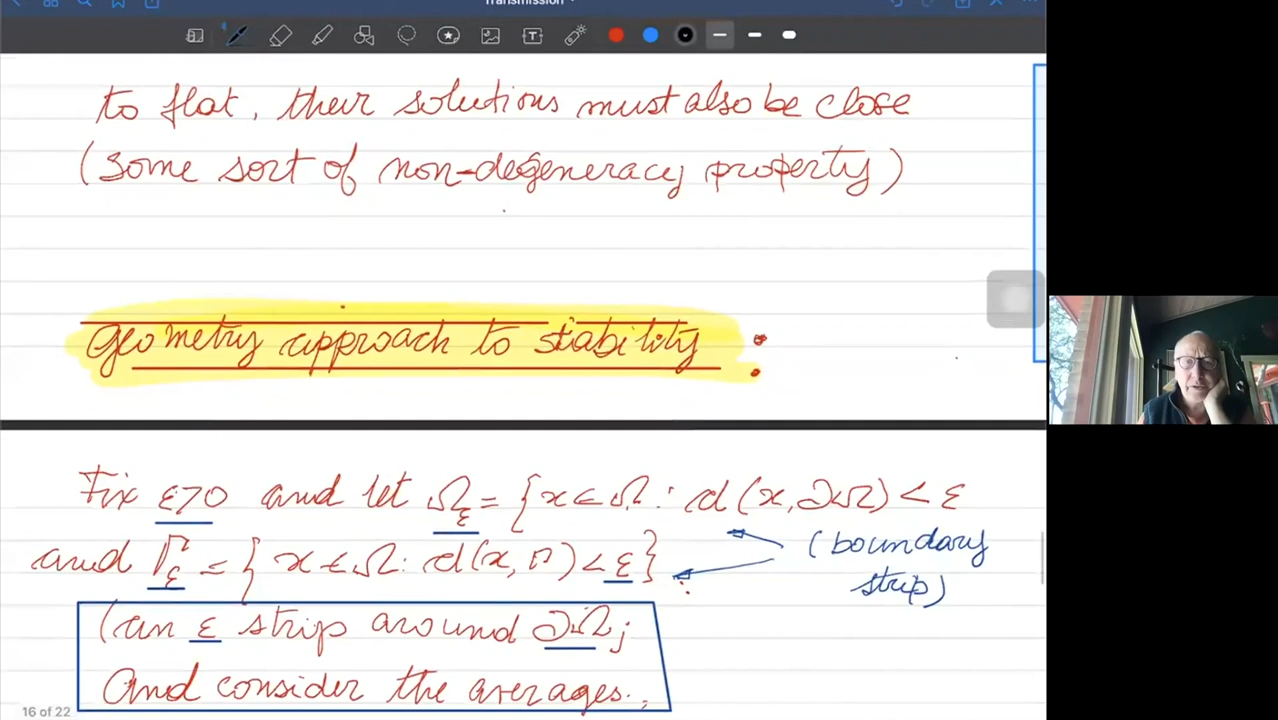 Transmission
to flat, their solutions must also be close
(Some sort of non-degeneracy property)
Geometry approach to stability :
Fix ε>0 and let Ω_ε = {x ∈ Ω : d(x, ∂Ω) < ε
and Γ_ε = { x ∈ Ω: d(x, Γ) < ε}
(boundary
strip)
(an ε strip around ∂Ω;
And consider the averages..
16 of 22